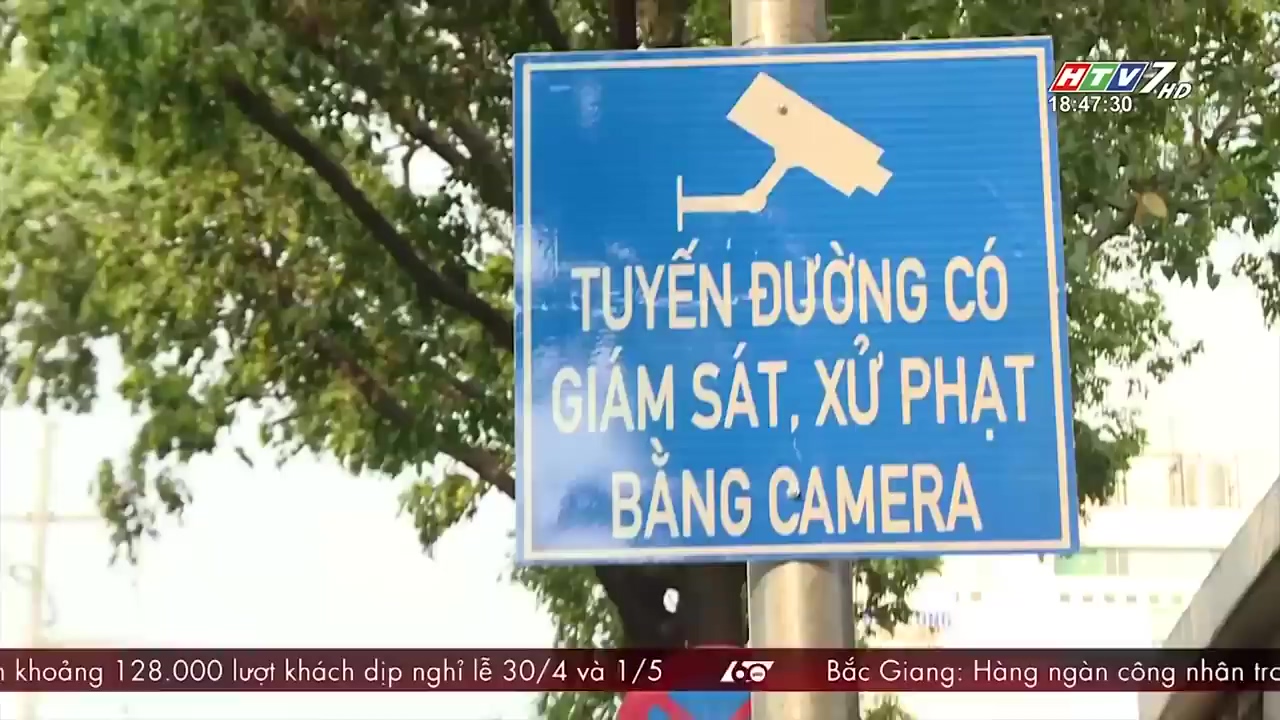 HTV7 HD
18:47:30
TUYẾN ĐƯỜNG CÓ
GIÁM SÁT, XỬ PHẠT
BẰNG CAMERA
khoảng 128.000 lượt khách dịp nghỉ lễ 30/4 và 1/5
60
Bắc Giang: Hàng ngàn công nhân